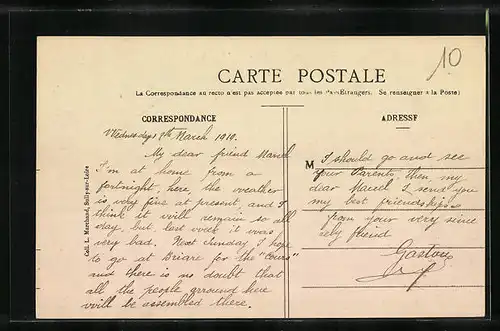 10
CARTE POSTALE
La Correspondance au recto n'est pas acceptée par tous les Pays Etrangers. Se renseigner à la Poste)
CORRESPONDANCE
Wednesday 9th March 1910.
My dear friend Marcel
I'm at home from a
fortnight, here, the weather
is very fine at present, and I
think it will remain so all
day, but last week it was
very bad. Next Sunday I hope
to go at Briare for the "Cours"
and there is no doubt that
all the people arround here
will be assembled there.
ADRESSE
M
I should go and see
your Parents, then, my
dear Marcel I send you
my best friendships
from your very since
rely friend
Gaston
Coll. L. Marchand, Sully-sur-Loire